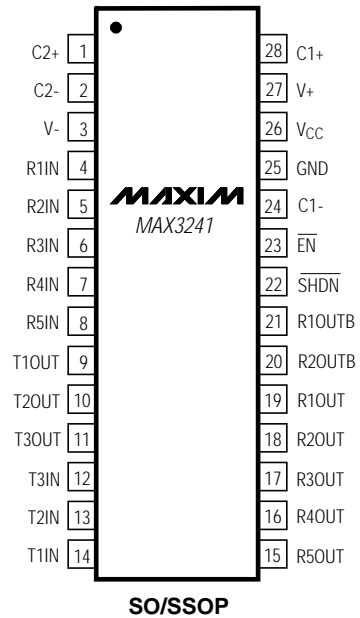 C2+ 1 28 C1+
C2- 2 27 V+
V- 3 26 VCC
R1IN 4 25 GND
R2IN 5 MAXIM 24 C1-
R3IN 6 MAX3241 23 EN
R4IN 7 22 SHDN
R5IN 8 21 R1OUTB
T1OUT 9 20 R2OUTB
T2OUT 10 19 R1OUT
T3OUT 11 18 R2OUT
T3IN 12 17 R3OUT
T2IN 13 16 R4OUT
T1IN 14 15 R5OUT
SO/SSOP